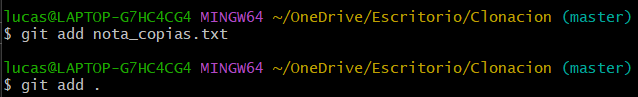 lucas@LAPTOP-G7HC4CG4 MINGW64 ~/OneDrive/Escritorio/Clonacion (master)
$ git add nota_copias.txt
lucas@LAPTOP-G7HC4CG4 MINGW64 ~/OneDrive/Escritorio/Clonacion (master)
$ git add .